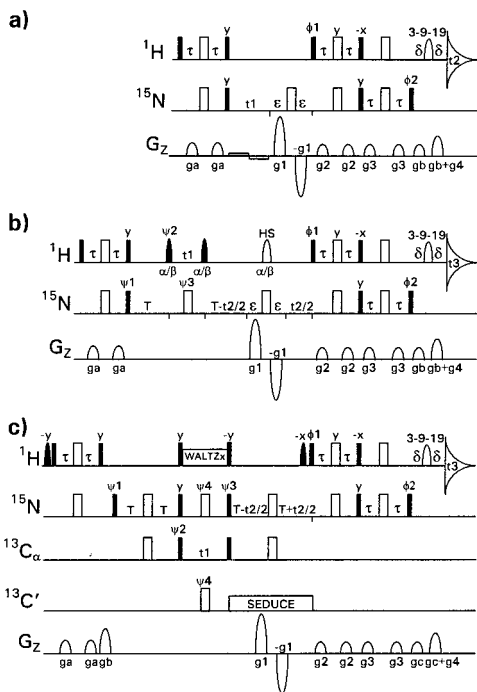 a)
ϕ1 y -x 3-9-19
¹H τ τ y τ τ δ δ t2
¹⁵N y t1 ε ε y τ τ ϕ2
G_Z ga ga g1 -g1 g2 g2 g3 g3 gb gb+g4
b)
ψ2 HS ϕ1 y -x 3-9-19
¹H τ τ y t1 τ τ δ δ t3
α/β α/β α/β
¹⁵N ψ1 T ψ3 T-t2/2 ε ε t2/2 y τ τ ϕ2
G_Z ga ga g1 -g1 g2 g2 g3 g3 gb gb+g4
c)
-y y y -y -x ϕ1 y -x 3-9-19
¹H τ τ WALTZx τ τ δ δ t3
¹⁵N ψ1 T T y ψ4 ψ3 T-t2/2 T+t2/2 y τ τ ϕ2
¹³Cα ψ2 t1
¹³C' ψ4 SEDUCE
G_Z ga ga gb g1 -g1 g2 g2 g3 g3 gc gc+g4